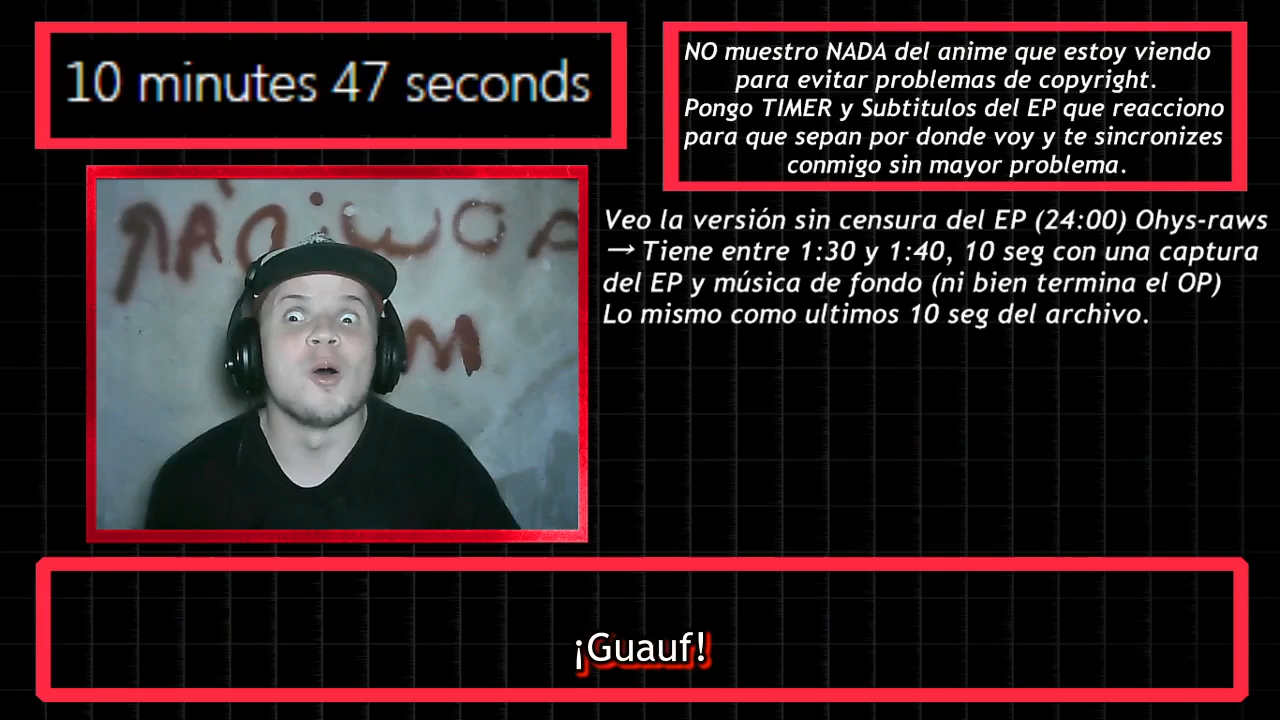 10 minutes 47 seconds
NO muestro NADA del anime que estoy viendo
para evitar problemas de copyright.
Pongo TIMER y Subtitulos del EP que reacciono
para que sepan por donde voy y te sincronizes
conmigo sin mayor problema.
Veo la versión sin censura del EP (24:00) Ohys-raws
→ Tiene entre 1:30 y 1:40, 10 seg con una captura
del EP y música de fondo (ni bien termina el OP)
Lo mismo como ultimos 10 seg del archivo.
¡Guauf!